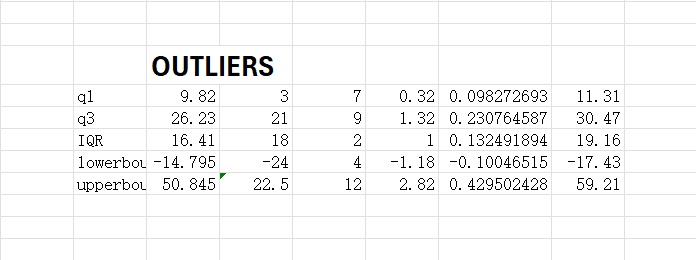 OUTLIERS
q1 9.82 3 7 0.32 0.098272693 11.31
q3 26.23 21 9 1.32 0.230764587 30.47
IQR 16.41 18 2 1 0.132491894 19.16
lowerbou -14.795 -24 4 -1.18 -0.10046515 -17.43
upperbou 50.845 22.5 12 2.82 0.429502428 59.21